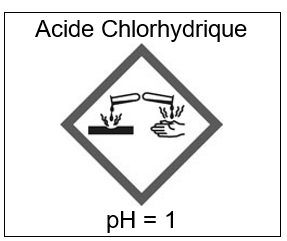 Acide Chlorhydrique
pH = 1